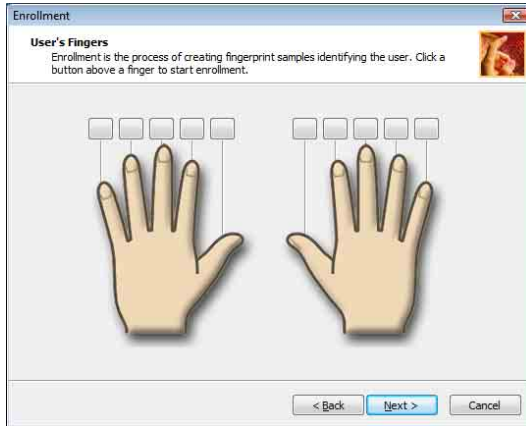 Enrollment
User's Fingers
Enrollment is the process of creating fingerprint samples identifying the user. Click a
button above a finger to start enrollment.
< Back
Next >
Cancel